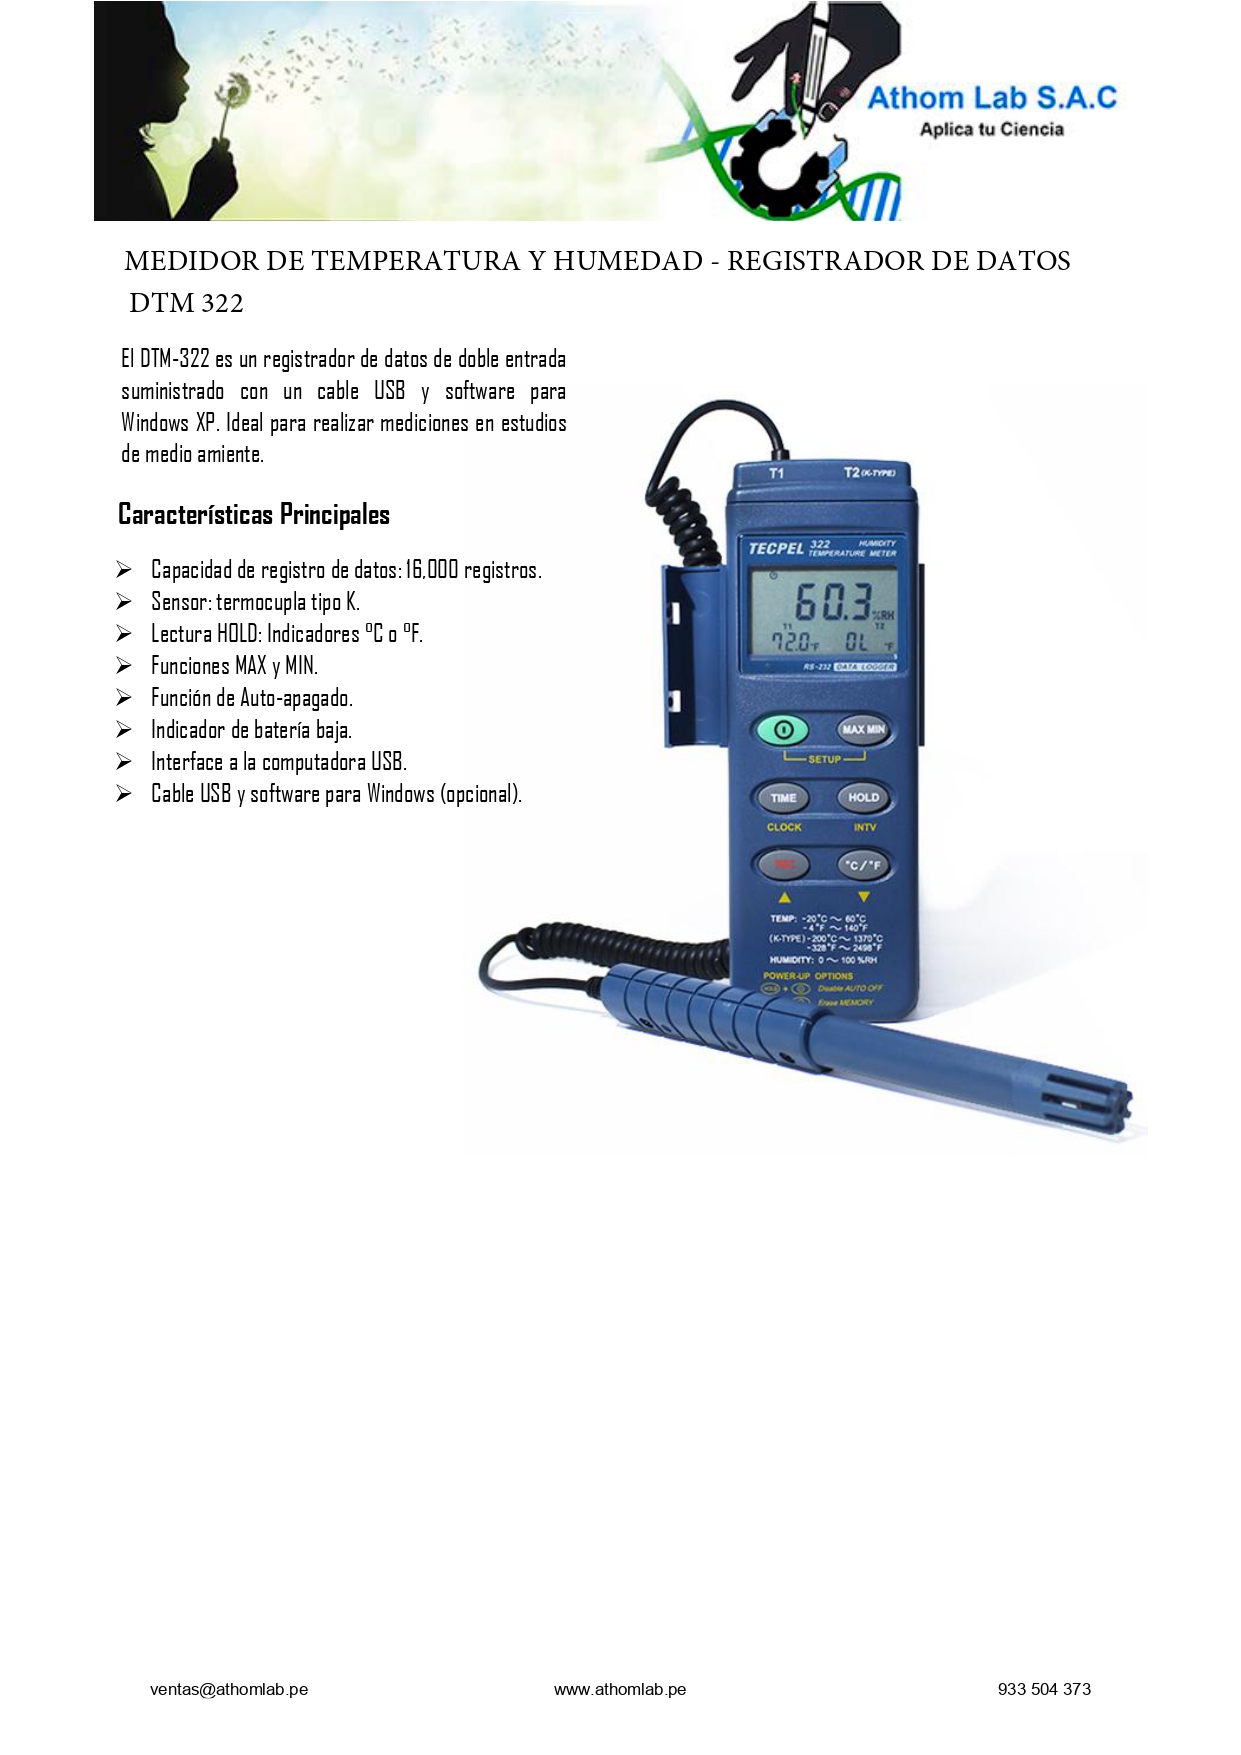 Athom Lab S.A.C
Aplica tu Ciencia
MEDIDOR DE TEMPERATURA Y HUMEDAD - REGISTRADOR DE DATOS
DTM 322
El DTM-322 es un registrador de datos de doble entrada
suministrado con un cable USB y software para
Windows XP. Ideal para realizar mediciones en estudios
de medio amiente.
Características Principales
➢ Capacidad de registro de datos: 16,000 registros.
➢ Sensor: termocupla tipo K.
➢ Lectura HOLD: Indicadores °C o °F.
➢ Funciones MAX y MIN.
➢ Función de Auto-apagado.
➢ Indicador de batería baja.
➢ Interface a la computadora USB.
➢ Cable USB y software para Windows (opcional).
T1 T2 (K-TYPE)
TECPEL 322 HUMIDITY
TEMPERATURE METER
60.3 %RH
T1 T2
72.0 °F OL °F
RS-232 DATA LOGGER
MAX MIN
SETUP
TIME HOLD
CLOCK INTV
REC °C/°F
TEMP: -20°C ~ 60°C
-4°F ~ 140°F
(K-TYPE) -200°C ~ 1370°C
-328°F ~ 2498°F
HUMIDITY: 0 ~ 100 %RH
POWER-UP OPTIONS
HOLD + Disable AUTO OFF
Erase MEMORY
ventas@athomlab.pe www.athomlab.pe 933 504 373